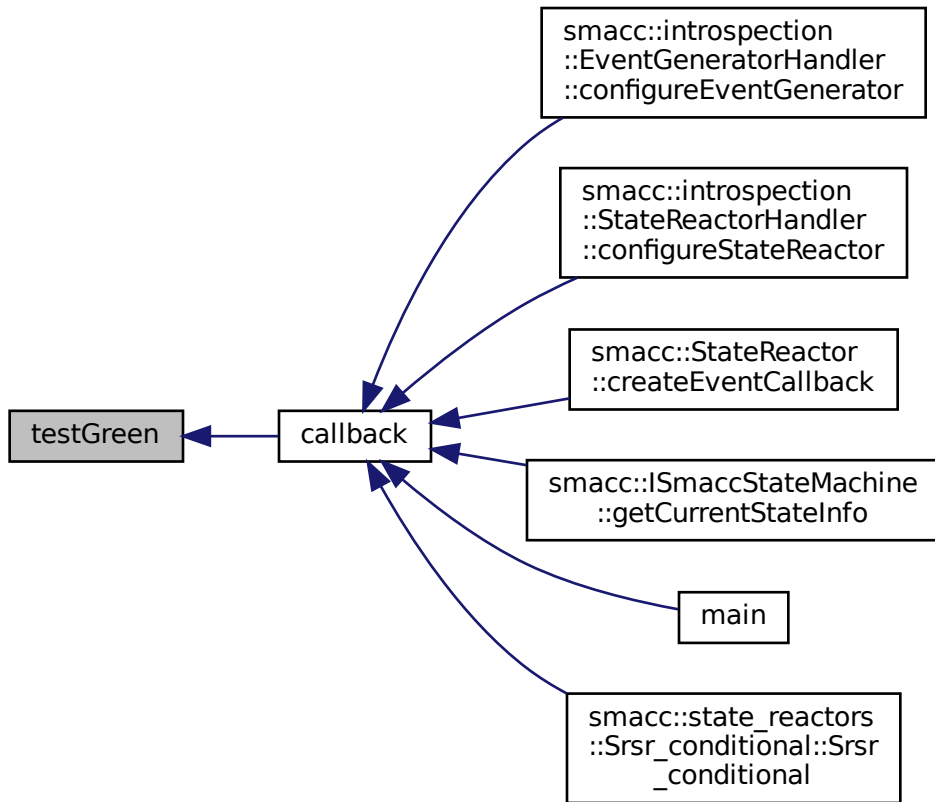 smacc::introspection
::EventGeneratorHandler
::configureEventGenerator
smacc::introspection
::StateReactorHandler
::configureStateReactor
smacc::StateReactor
::createEventCallback
testGreen
callback
smacc::ISmaccStateMachine
::getCurrentStateInfo
main
smacc::state_reactors
::Srsr_conditional::Srsr
_conditional